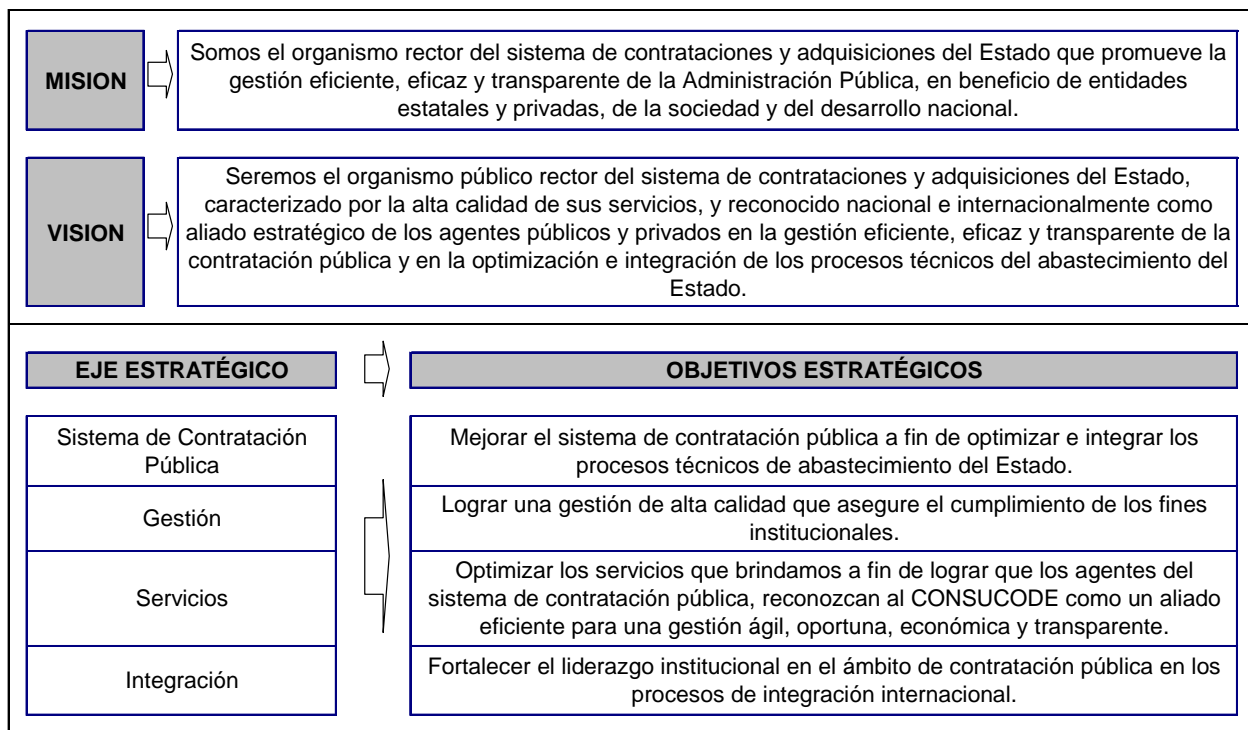 MISION
Somos el organismo rector del sistema de contrataciones y adquisiciones del Estado que promueve la
gestión eficiente, eficaz y transparente de la Administración Pública, en beneficio de entidades
estatales y privadas, de la sociedad y del desarrollo nacional.
VISION
Seremos el organismo público rector del sistema de contrataciones y adquisiciones del Estado,
caracterizado por la alta calidad de sus servicios, y reconocido nacional e internacionalmente como
aliado estratégico de los agentes públicos y privados en la gestión eficiente, eficaz y transparente de la
contratación pública y en la optimización e integración de los procesos técnicos del abastecimiento del
Estado.
EJE ESTRATÉGICO
OBJETIVOS ESTRATÉGICOS
Sistema de Contratación
Pública
Mejorar el sistema de contratación pública a fin de optimizar e integrar los
procesos técnicos de abastecimiento del Estado.
Gestión
Lograr una gestión de alta calidad que asegure el cumplimiento de los fines
institucionales.
Servicios
Optimizar los servicios que brindamos a fin de lograr que los agentes del
sistema de contratación pública, reconozcan al CONSUCODE como un aliado
eficiente para una gestión ágil, oportuna, económica y transparente.
Integración
Fortalecer el liderazgo institucional en el ámbito de contratación pública en los
procesos de integración internacional.